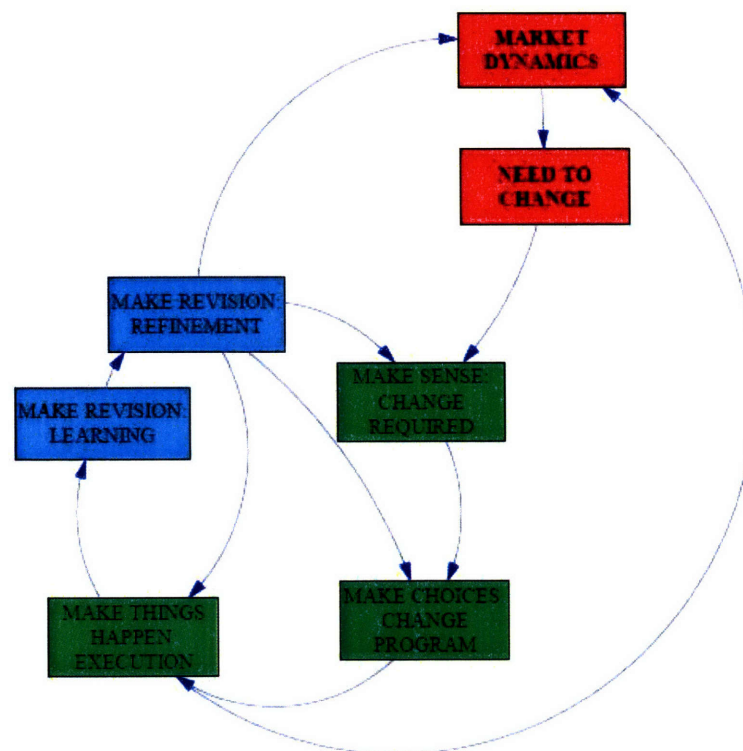 MARKET
DYNAMICS
NEED TO
CHANGE
MAKE REVISION:
REFINEMENT
MAKE SENSE:
CHANGE
REQUIRED
MAKE REVISION:
LEARNING
MAKE THINGS
HAPPEN
EXECUTION
MAKE CHOICES
CHANGE
PROGRAM